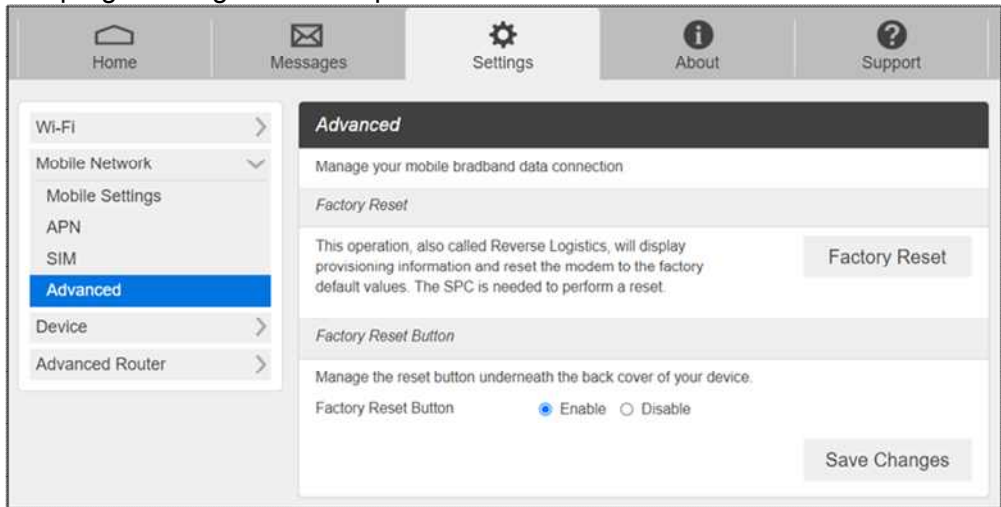 Home
Messages
Settings
About
Support
Wi-Fi
Mobile Network
Mobile Settings
APN
SIM
Advanced
Device
Advanced Router
Advanced
Manage your mobile bradband data connection
Factory Reset
This operation, also called Reverse Logistics, will display
provisioning information and reset the modem to the factory
default values. The SPC is needed to perform a reset.
Factory Reset
Factory Reset Button
Manage the reset button underneath the back cover of your device.
Factory Reset Button Enable Disable
Save Changes